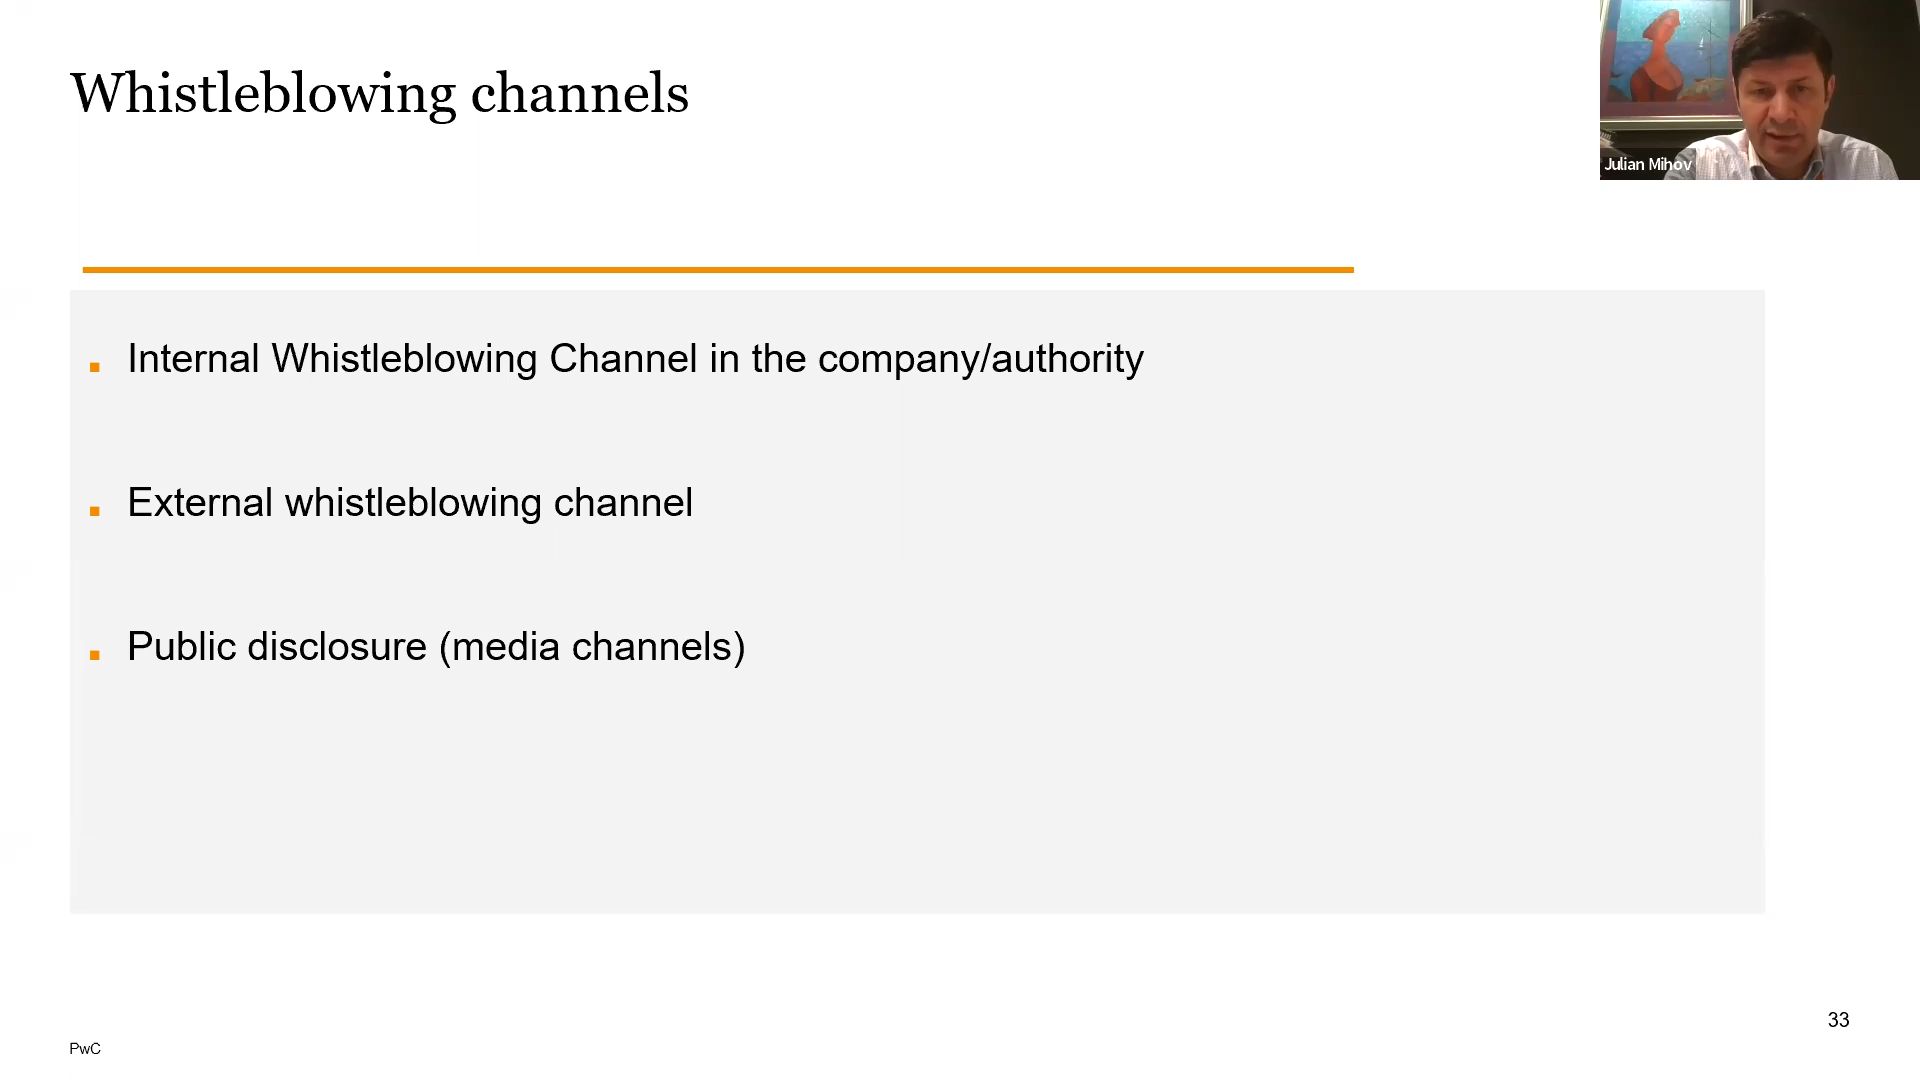 Whistleblowing channels
Julian Mihov
Internal Whistleblowing Channel in the company/authority
External whistleblowing channel
Public disclosure (media channels)
33
PwC